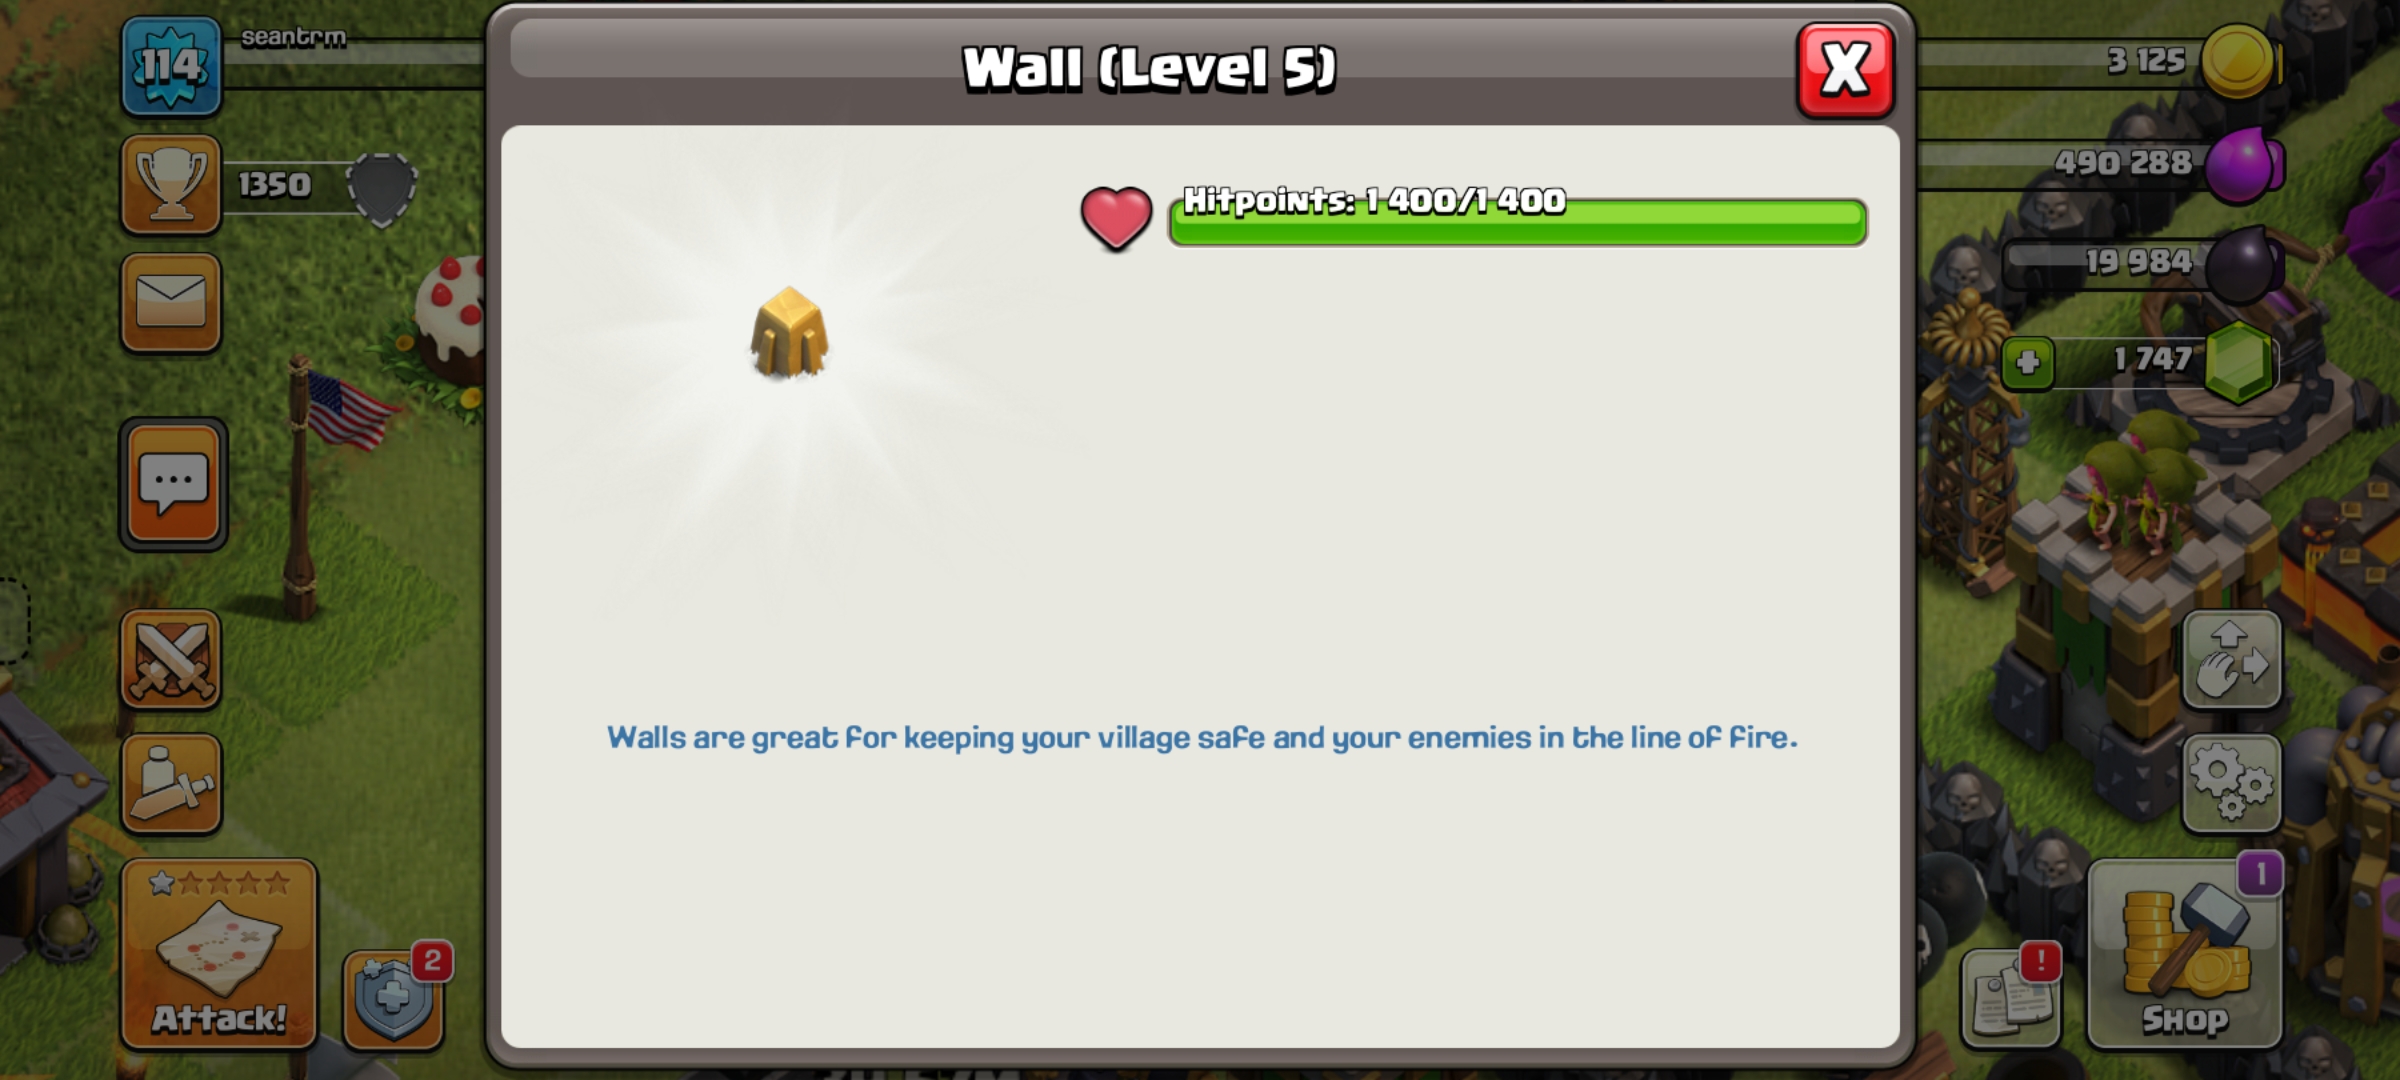 114
seantrm
Wall (Level 5)
X
3 125
490 288
19 984
1 747
1350
Hitpoints: 1 400/1 400
Walls are great for keeping your village safe and your enemies in the line of fire.
Attack!
2
!
1
Shop